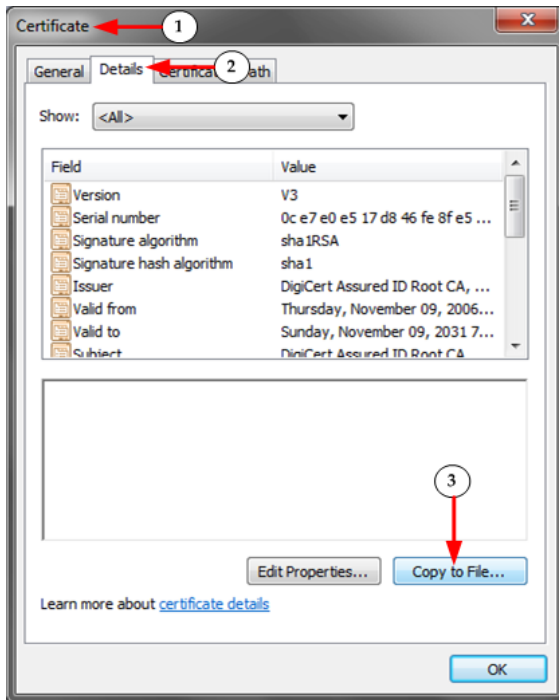 Certificate 1
General Details 2 ath
Show: <All>
Field Value
Version V3
Serial number 0c e7 e0 e5 17 d8 46 fe 8f e5 ...
Signature algorithm sha1RSA
Signature hash algorithm sha1
Issuer DigiCert Assured ID Root CA, ...
Valid from Thursday, November 09, 2006...
Valid to Sunday, November 09, 2031 7...
Subject DigiCert Assured ID Root CA
3
Edit Properties... Copy to File...
Learn more about certificate details
OK